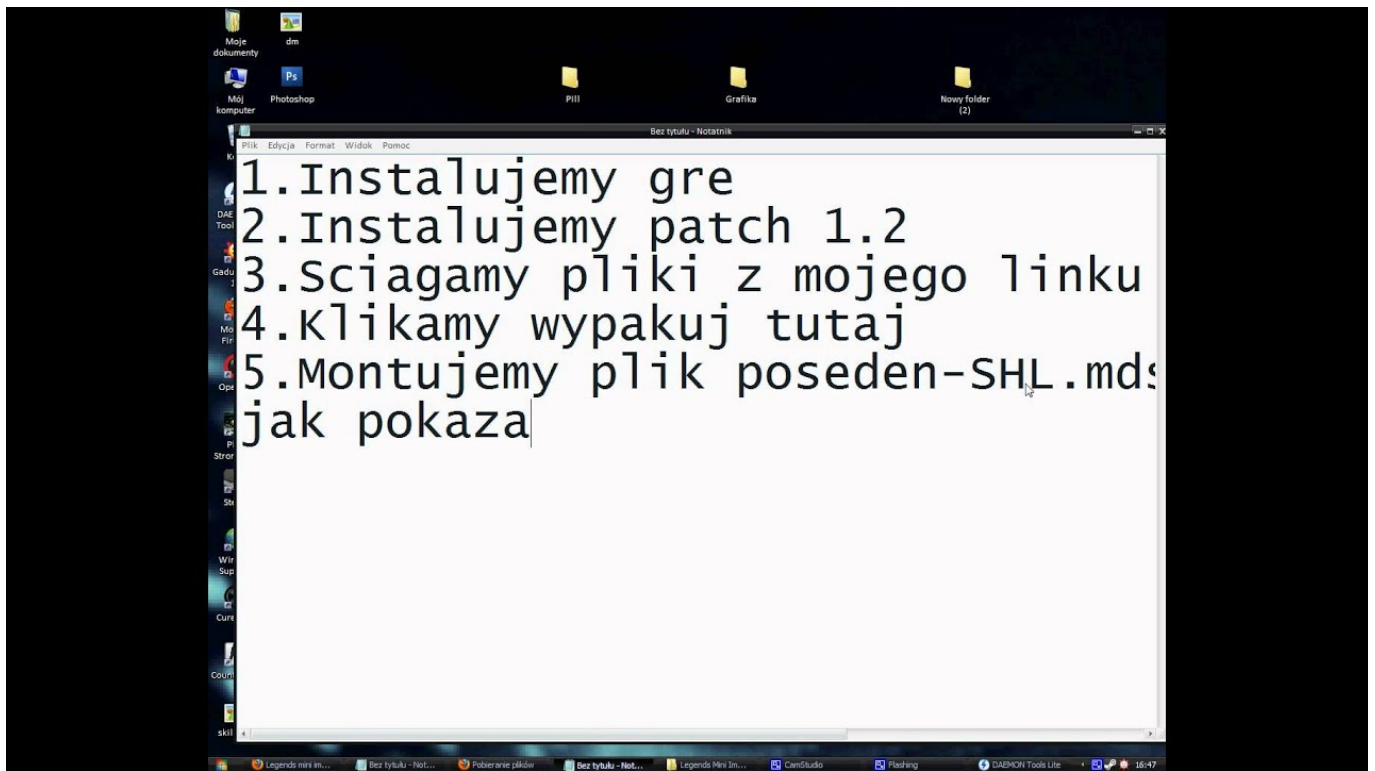 Moje dokumenty
dm
Mój komputer
Photoshop
Pill
Grafika
Nowy folder (2)
Bez tytułu - Notatnik
Plik Edycja Format Widok Pomoc
1.Instalujemy gre
2.Instalujemy patch 1.2
3.Sciagamy pliki z mojego linku
4.Klikamy wypakuj tutaj
5.Montujemy plik poseden-SHL.mds
jak pokaza
Legends mini im... Bez tytułu - Not... Pobieranie plików Bez tytułu - Not... Legends Mini Im... CamStudio Flashing DAEMON Tools Lite 16:47